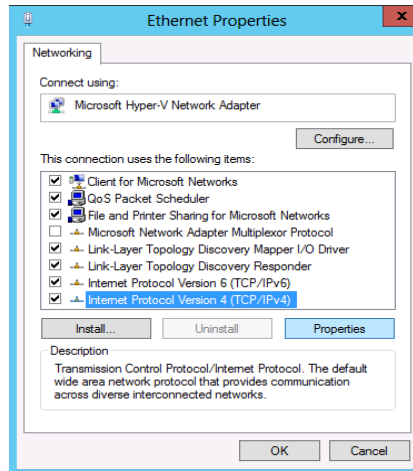 Ethernet Properties
x
Networking
Connect using:
Microsoft Hyper-V Network Adapter
Configure...
This connection uses the following items:
Client for Microsoft Networks
QoS Packet Scheduler
File and Printer Sharing for Microsoft Networks
Microsoft Network Adapter Multiplexor Protocol
Link-Layer Topology Discovery Mapper I/O Driver
Link-Layer Topology Discovery Responder
Internet Protocol Version 6 (TCP/IPv6)
Internet Protocol Version 4 (TCP/IPv4)
Install... Uninstall Properties
Description
Transmission Control Protocol/Internet Protocol. The default
wide area network protocol that provides communication
across diverse interconnected networks.
OK Cancel